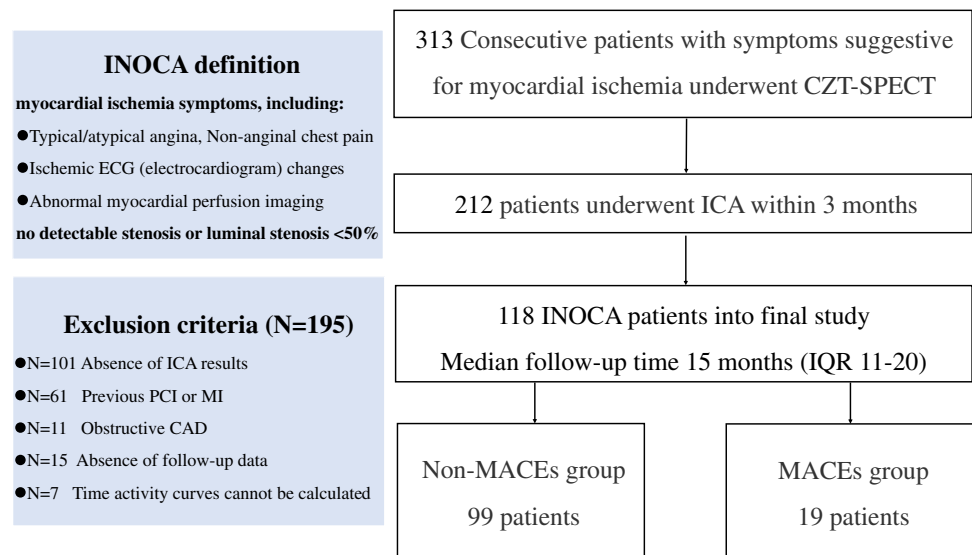 INOCA definition
myocardial ischemia symptoms, including:
●Typical/atypical angina, Non-anginal chest pain
●Ischemic ECG (electrocardiogram) changes
●Abnormal myocardial perfusion imaging
no detectable stenosis or luminal stenosis <50%
Exclusion criteria (N=195)
●N=101 Absence of ICA results
●N=61 Previous PCI or MI
●N=11 Obstructive CAD
●N=15 Absence of follow-up data
●N=7 Time activity curves cannot be calculated
313 Consecutive patients with symptoms suggestive
for myocardial ischemia underwent CZT-SPECT
212 patients underwent ICA within 3 months
118 INOCA patients into final study
Median follow-up time 15 months (IQR 11-20)
Non-MACEs group
99 patients
MACEs group
19 patients